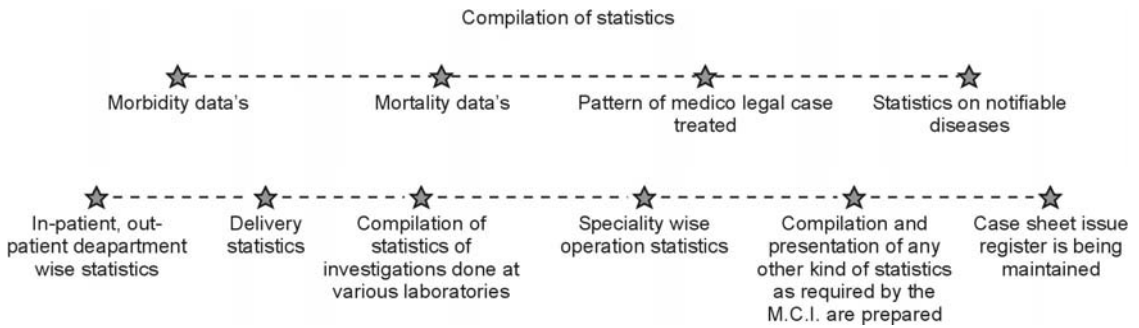 Compilation of statistics
Morbidity data's
Mortality data's
Pattern of medico legal case
treated
Statistics on notifiable
diseases
In-patient, out-
patient deapartment
wise statistics
Delivery
statistics
Compilation of
statistics of
investigations done at
various laboratories
Speciality wise
operation statistics
Compilation and
presentation of any
other kind of statistics
as required by the
M.C.I. are prepared
Case sheet issue
register is being
maintained